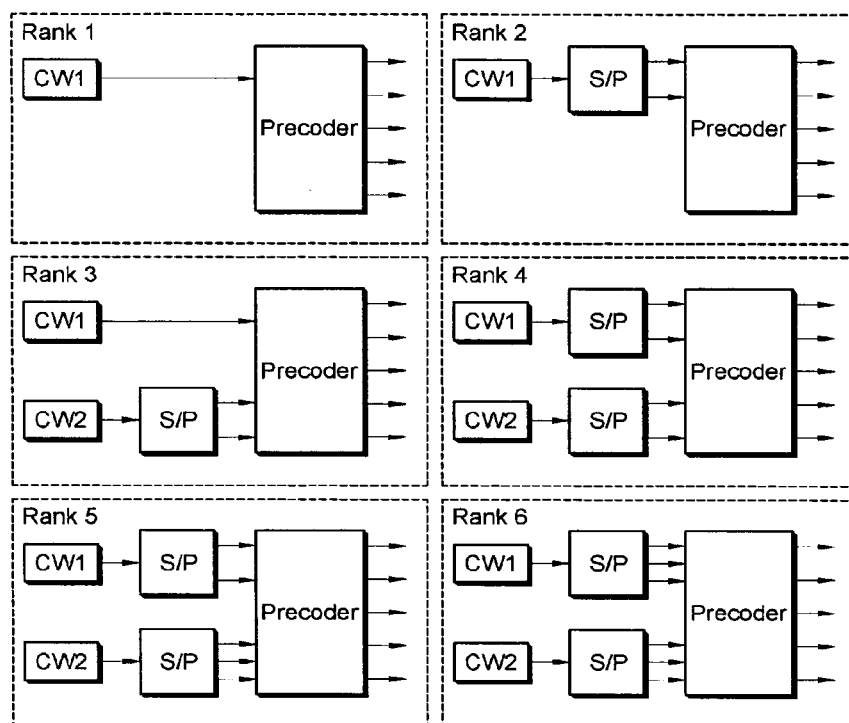 Rank 1
CW1
Precoder
Rank 2
CW1
S/P
Precoder
Rank 3
CW1
CW2
S/P
Precoder
Rank 4
CW1
S/P
CW2
S/P
Precoder
Rank 5
CW1
S/P
CW2
S/P
Precoder
Rank 6
CW1
S/P
CW2
S/P
Precoder